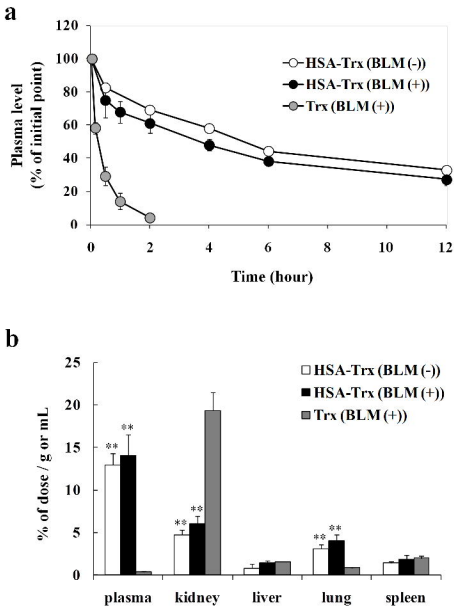 a
120
100
80
60
40
20
0
Plasma level
(% of initial point)
HSA-Trx (BLM (-))
HSA-Trx (BLM (+))
Trx (BLM (+))
0 2 4 6 8 10 12
Time (hour)
b
25
20
15
10
5
0
% of dose / g or mL
HSA-Trx (BLM (-))
HSA-Trx (BLM (+))
Trx (BLM (+))
** **
** **
** **
plasma kidney liver lung spleen